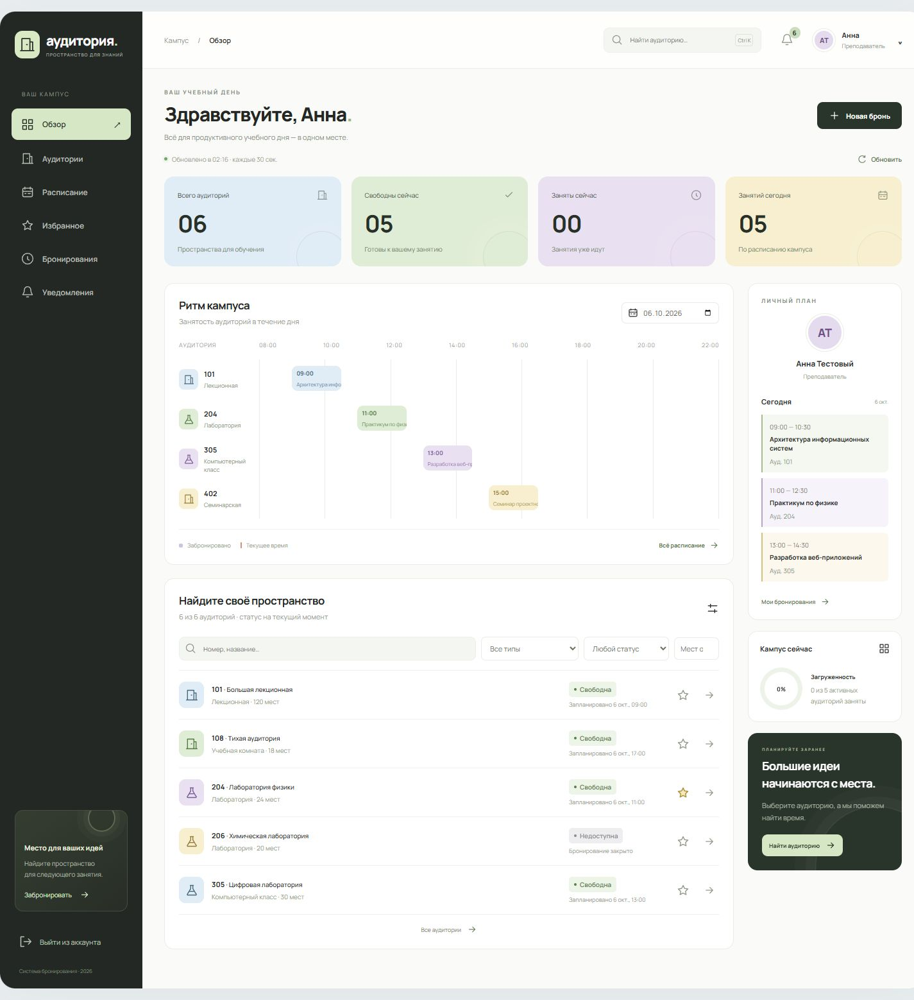 аудитория.
ПРОСТРАНСТВО ДЛЯ ЗНАНИЙ
ВАШ КАМПУС
Обзор
Аудитории
Расписание
Избранное
Бронирования
Уведомления
Место для ваших идей
Найдите пространство
для следующего занятия.
Забронировать
Выйти из аккаунта
Система бронирования · 2026
Кампус / Обзор
Найти аудиторию...
Ctrl K
6
АТ
Анна
Преподаватель
ВАШ УЧЕБНЫЙ ДЕНЬ
Здравствуйте, Анна.
Всё для продуктивного учебного дня — в одном месте.
Новая бронь
Обновлено в 02:16 · каждые 30 сек.
Обновить
Всего аудиторий
06
Пространства для обучения
Свободны сейчас
05
Готовы к вашему занятию
Заняты сейчас
00
Занятия уже идут
Занятий сегодня
05
По расписанию кампуса
Ритм кампуса
Занятость аудиторий в течение дня
06.10.2026
АУДИТОРИЯ 08:00 10:00 12:00 14:00 16:00 18:00 20:00 22:00
101
Лекционная
09:00
Архитектура инфо
204
Лаборатория
11:00
Практикум по физи
305
Компьютерный
класс
13:00
Разработка веб-пр
402
Семинарская
15:00
Семинар проектно
Забронировано
Текущее время
Всё расписание
Найдите своё пространство
6 из 6 аудиторий · статус на текущий момент
Номер, название...
Все типы
Любой статус
Мест с
101 · Большая лекционная
Лекционная · 120 мест
Свободна
Запланировано 6 окт., 09:00
108 · Тихая аудитория
Учебная комната · 18 мест
Свободна
Запланировано 6 окт., 17:00
204 · Лаборатория физики
Лаборатория · 24 мест
Свободна
Запланировано 6 окт., 11:00
206 · Химическая лаборатория
Лаборатория · 20 мест
Недоступна
Бронирование закрыто
305 · Цифровая лаборатория
Компьютерный класс · 30 мест
Свободна
Запланировано 6 окт., 13:00
Все аудитории
ЛИЧНЫЙ ПЛАН
АТ
Анна Тестовый
Преподаватель
Сегодня
6 окт.
09:00 — 10:30
Архитектура информационных
систем
Ауд. 101
11:00 — 12:30
Практикум по физике
Ауд. 204
13:00 — 14:30
Разработка веб-приложений
Ауд. 305
Мои бронирования
Кампус сейчас
0%
Загруженность
0 из 5 активных
аудиторий заняты
ПЛАНИРУЙТЕ ЗАРАНЕЕ
Большие идеи
начинаются с места.
Выберите аудиторию, а мы поможем
найти время.
Найти аудиторию